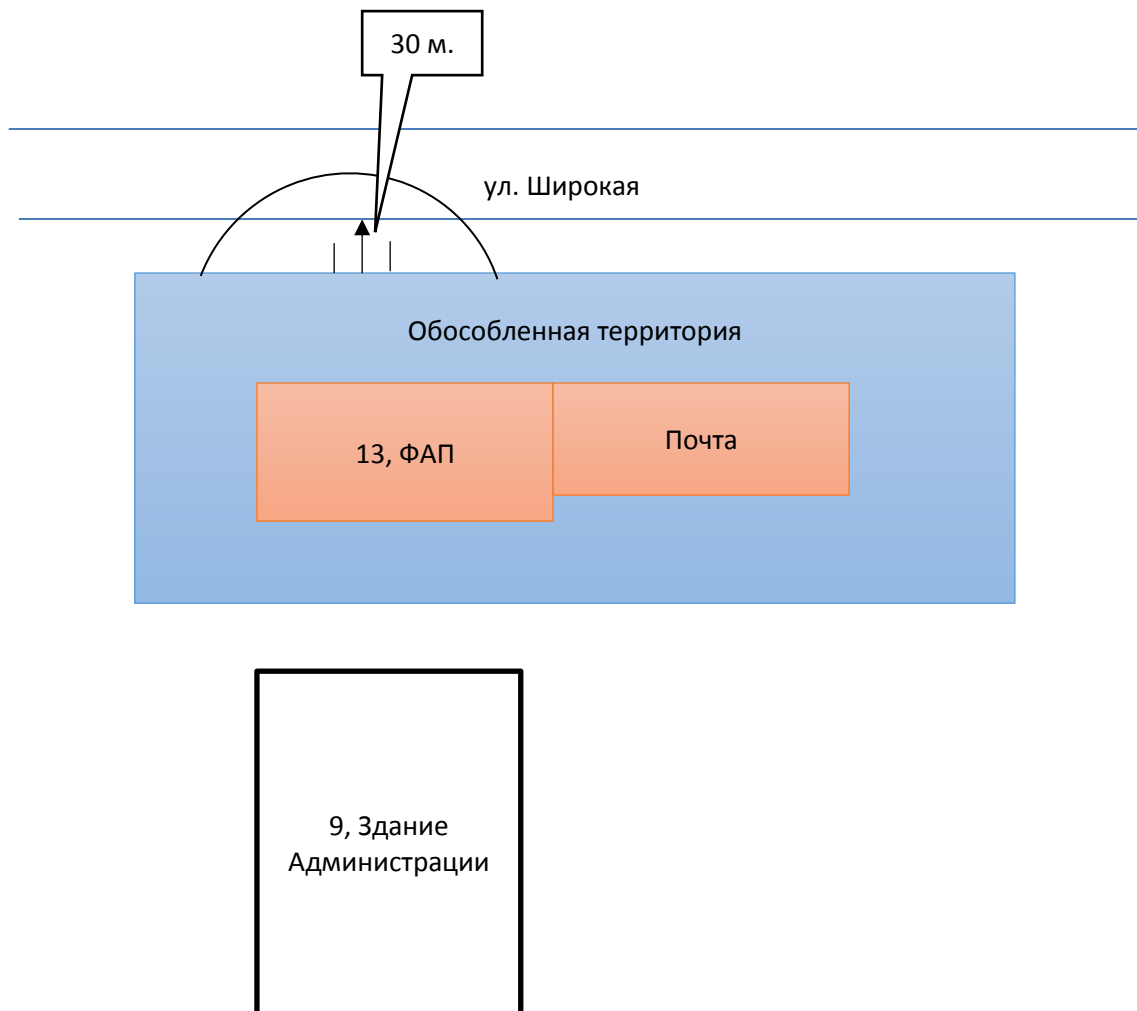 30 м.
ул. Широкая
Обособленная территория
13, ФАП
Почта
9, Здание
Администрации